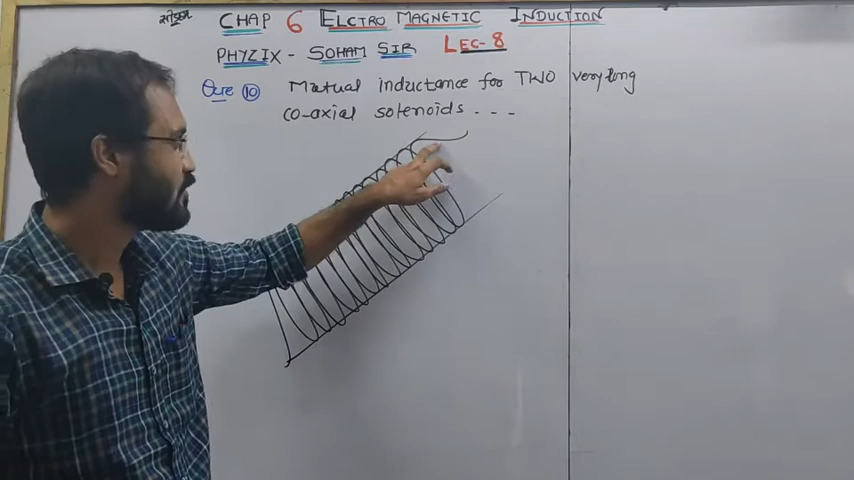 CHAP 6 ELCTRO MAGNETIC INDUCTION
PHYZIX - SOHAM SIR LEC-8
Que 10 Mutual inductance for TWO very long
co-axial solenoids - - -